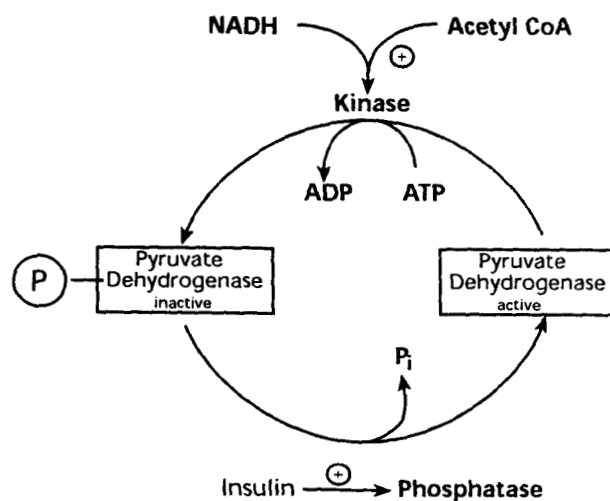 NADH Acetyl CoA
+
Kinase
ADP ATP
Pyruvate
Dehydrogenase
inactive
P
Pyruvate
Dehydrogenase
active
Pi
+
Insulin Phosphatase